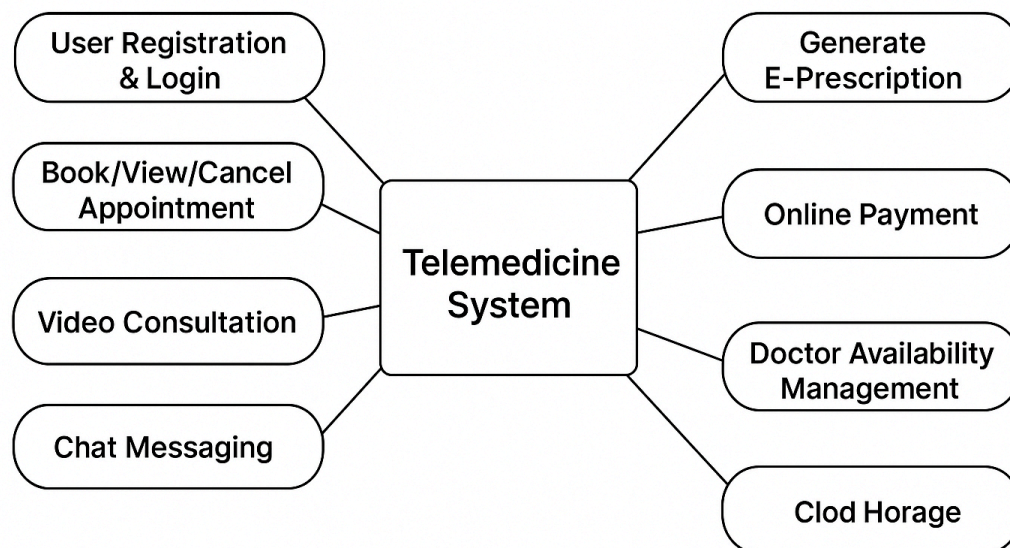 User Registration
& Login
Book/View/Cancel
Appointment
Video Consultation
Chat Messaging
Telemedicine
System
Generate
E-Prescription
Online Payment
Doctor Availability
Management
Clod Horage